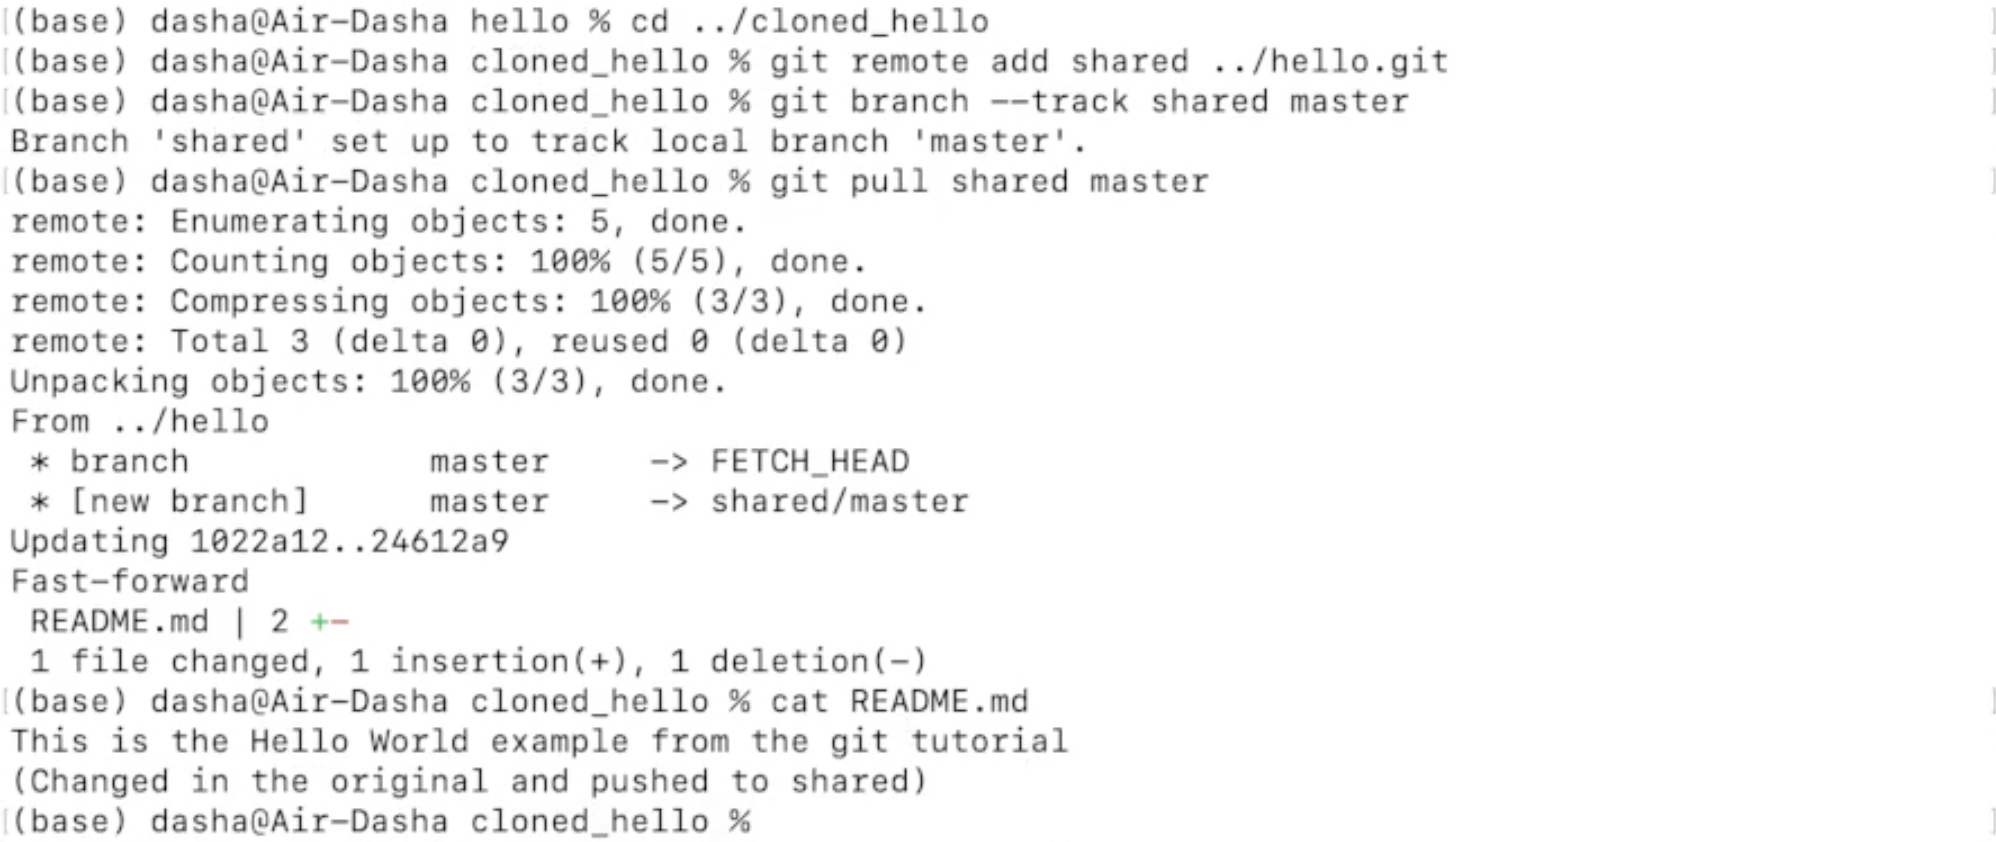 [(base) dasha@Air-Dasha hello % cd ../cloned_hello ]
[(base) dasha@Air-Dasha cloned_hello % git remote add shared ../hello.git ]
[(base) dasha@Air-Dasha cloned_hello % git branch --track shared master ]
Branch 'shared' set up to track local branch 'master'.
[(base) dasha@Air-Dasha cloned_hello % git pull shared master ]
remote: Enumerating objects: 5, done.
remote: Counting objects: 100% (5/5), done.
remote: Compressing objects: 100% (3/3), done.
remote: Total 3 (delta 0), reused 0 (delta 0)
Unpacking objects: 100% (3/3), done.
From ../hello
 * branch            master     -> FETCH_HEAD
 * [new branch]      master     -> shared/master
Updating 1022a12..24612a9
Fast-forward
 README.md | 2 +-
 1 file changed, 1 insertion(+), 1 deletion(-)
[(base) dasha@Air-Dasha cloned_hello % cat README.md ]
This is the Hello World example from the git tutorial
(Changed in the original and pushed to shared)
[(base) dasha@Air-Dasha cloned_hello % ]